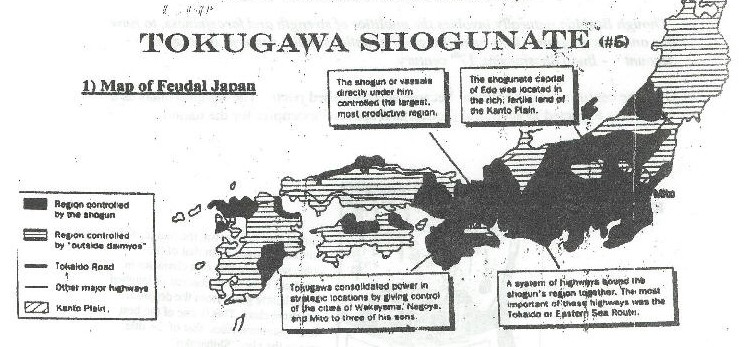 TOKUGAWA SHOGUNATE (#5)
1) Map of Feudal Japan
The shogun or vassals
directly under him
controlled the largest,
most productive region.
The shogunate capital
of Edo was located in
the rich, fertile land of
the Kanto Plain.
Mito
Region controlled
by the shogun
Region controlled
by "outside daimyos"
Tokaido Road
Other major highways
Kanto Plain.
Tokugawa consolidated power in
strategic locations by giving control
of the cities of Wakayama, Nagoya,
and Mito to three of his sons.
A system of highways bound the
shogun's region together. The most
important of these highways was the
Tokaido or Eastern Sea Route.